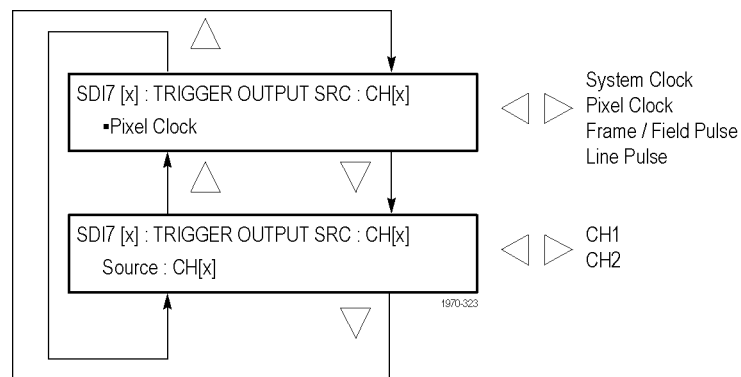 SDI7 [x] : TRIGGER OUTPUT SRC : CH[x]
▪Pixel Clock
System Clock
Pixel Clock
Frame / Field Pulse
Line Pulse
SDI7 [x] : TRIGGER OUTPUT SRC : CH[x]
Source : CH[x]
CH1
CH2
1970-323